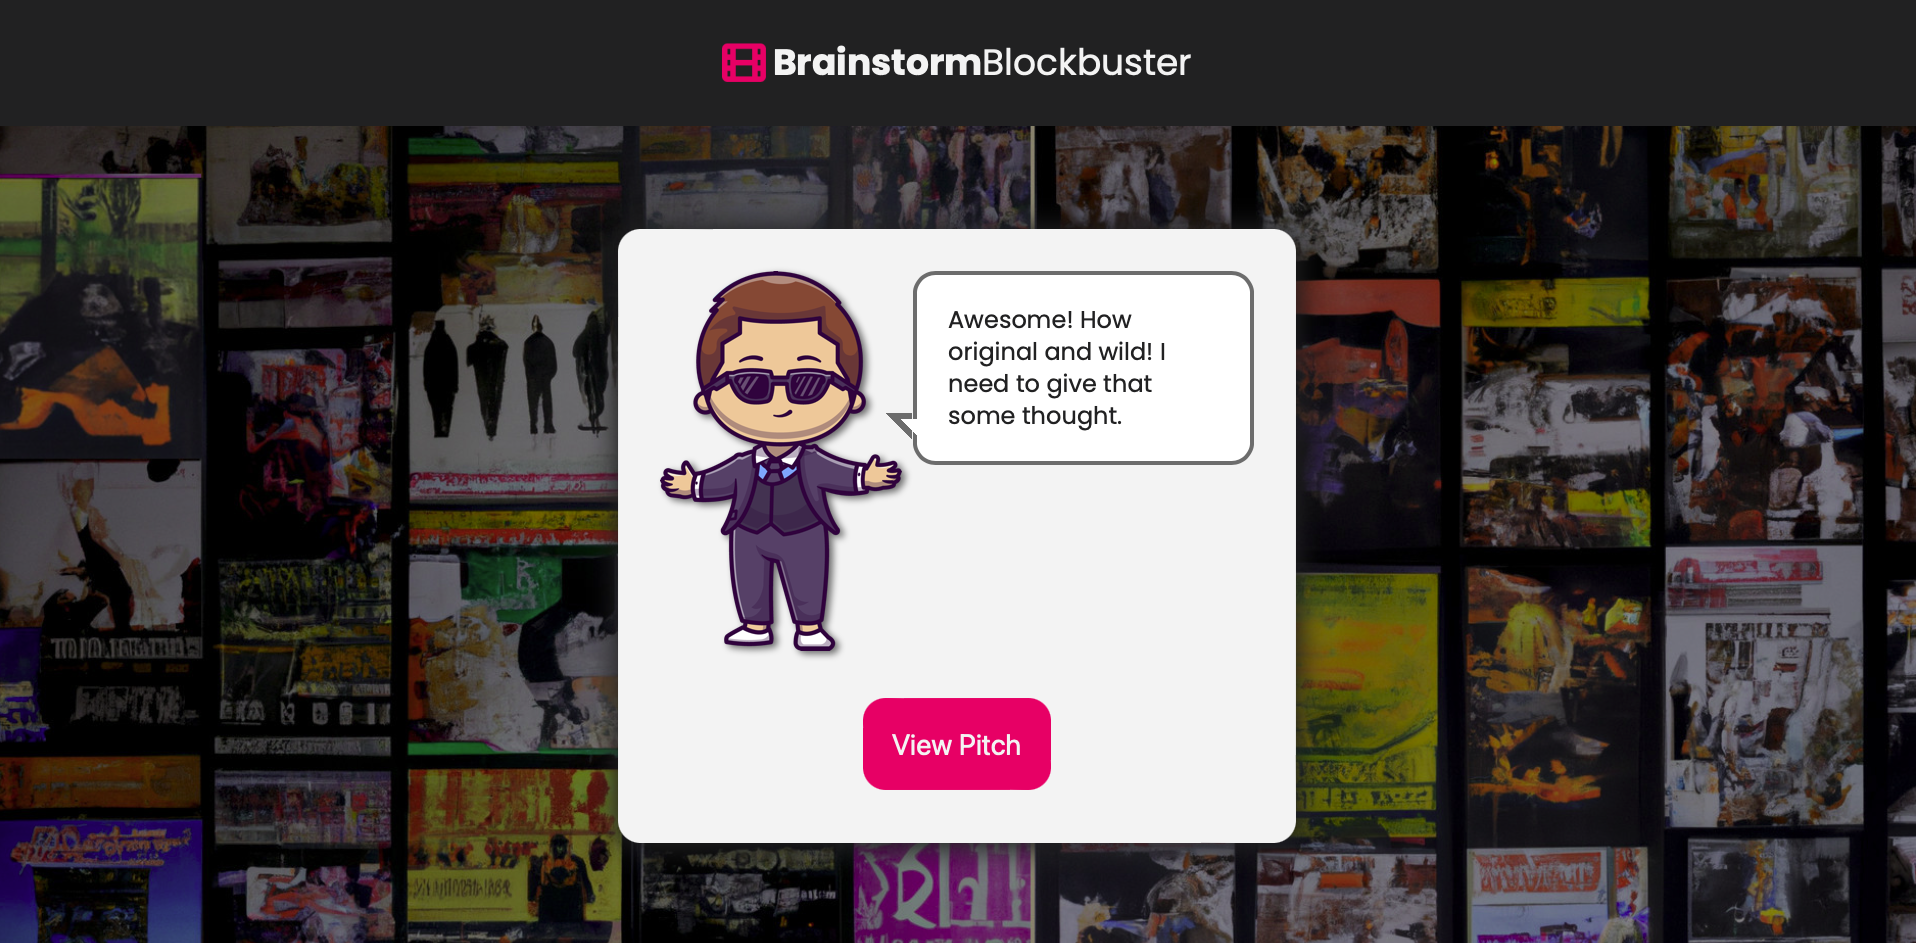 BrainstormBlockbuster
Awesome! How
original and wild! I
need to give that
some thought.
View Pitch